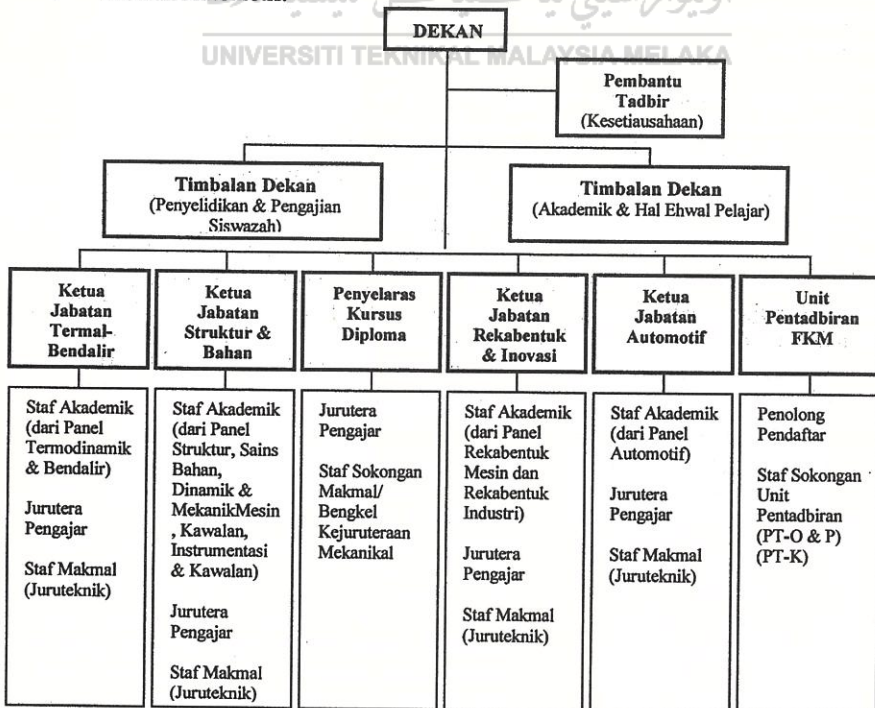 اونيورسيتي تيكنيكل مليسيا ملاك
DEKAN
UNIVERSITI TEKNIKAL MALAYSIA MELAKA
Pembantu
Tadbir
(Kesetiausahaan)
Timbalan Dekan
(Penyelidikan & Pengajian
Siswazah)
Timbalan Dekan
(Akademik & Hal Ehwal Pelajar)
Ketua
Jabatan
Termal-
Bendalir
Ketua
Jabatan
Struktur &
Bahan
Penyelaras
Kursus
Diploma
Ketua
Jabatan
Rekabentuk
& Inovasi
Ketua
Jabatan
Automotif
Unit
Pentadbiran
FKM
Staf Akademik
(dari Panel
Termodinamik
& Bendalir)
Jurutera
Pengajar
Staf Makmal
(Juruteknik)
Staf Akademik
(dari Panel
Struktur, Sains
Bahan,
Dinamik &
MekanikMesin
, Kawalan,
Instrumentasi
& Kawalan)
Jurutera
Pengajar
Staf Makmal
(Juruteknik)
Jurutera
Pengajar
Staf Sokongan
Makmal/
Bengkel
Kejuruteraan
Mekanikal
Staf Akademik
(dari Panel
Rekabentuk
Mesin dan
Rekabentuk
Industri)
Jurutera
Pengajar
Staf Makmal
(Juruteknik)
Staf Akademik
(dari Panel
Automotif)
Jurutera
Pengajar
Staf Makmal
(Juruteknik)
Penolong
Pendaftar
Staf Sokongan
Unit
Pentadbiran
(PT-O & P)
(PT-K)